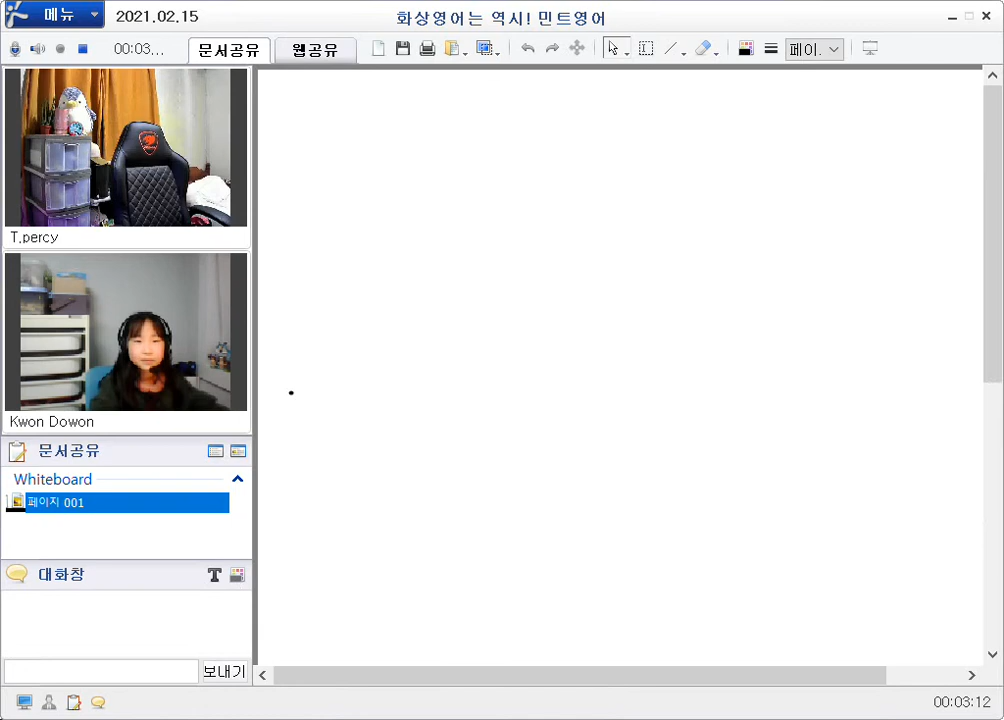 메뉴 2021.02.15 화상영어는 역시! 민트영어
00:03... 문서공유 웹공유 페이.
T.percy
Kwon Dowon
문서공유
Whiteboard
페이지 001
대화창 T
보내기
00:03:12